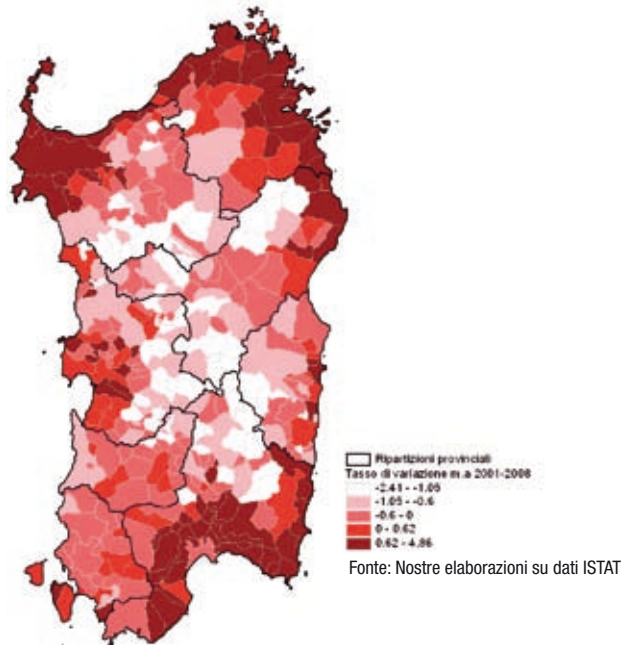 Ripartizioni provinciali
Tasso di variazione m.a 2001-2008
-2.41 - -1.05
-1.05 - -0.6
-0.6 - 0
0 - 0.62
0.62 - 4.86
Fonte: Nostre elaborazioni su dati ISTAT